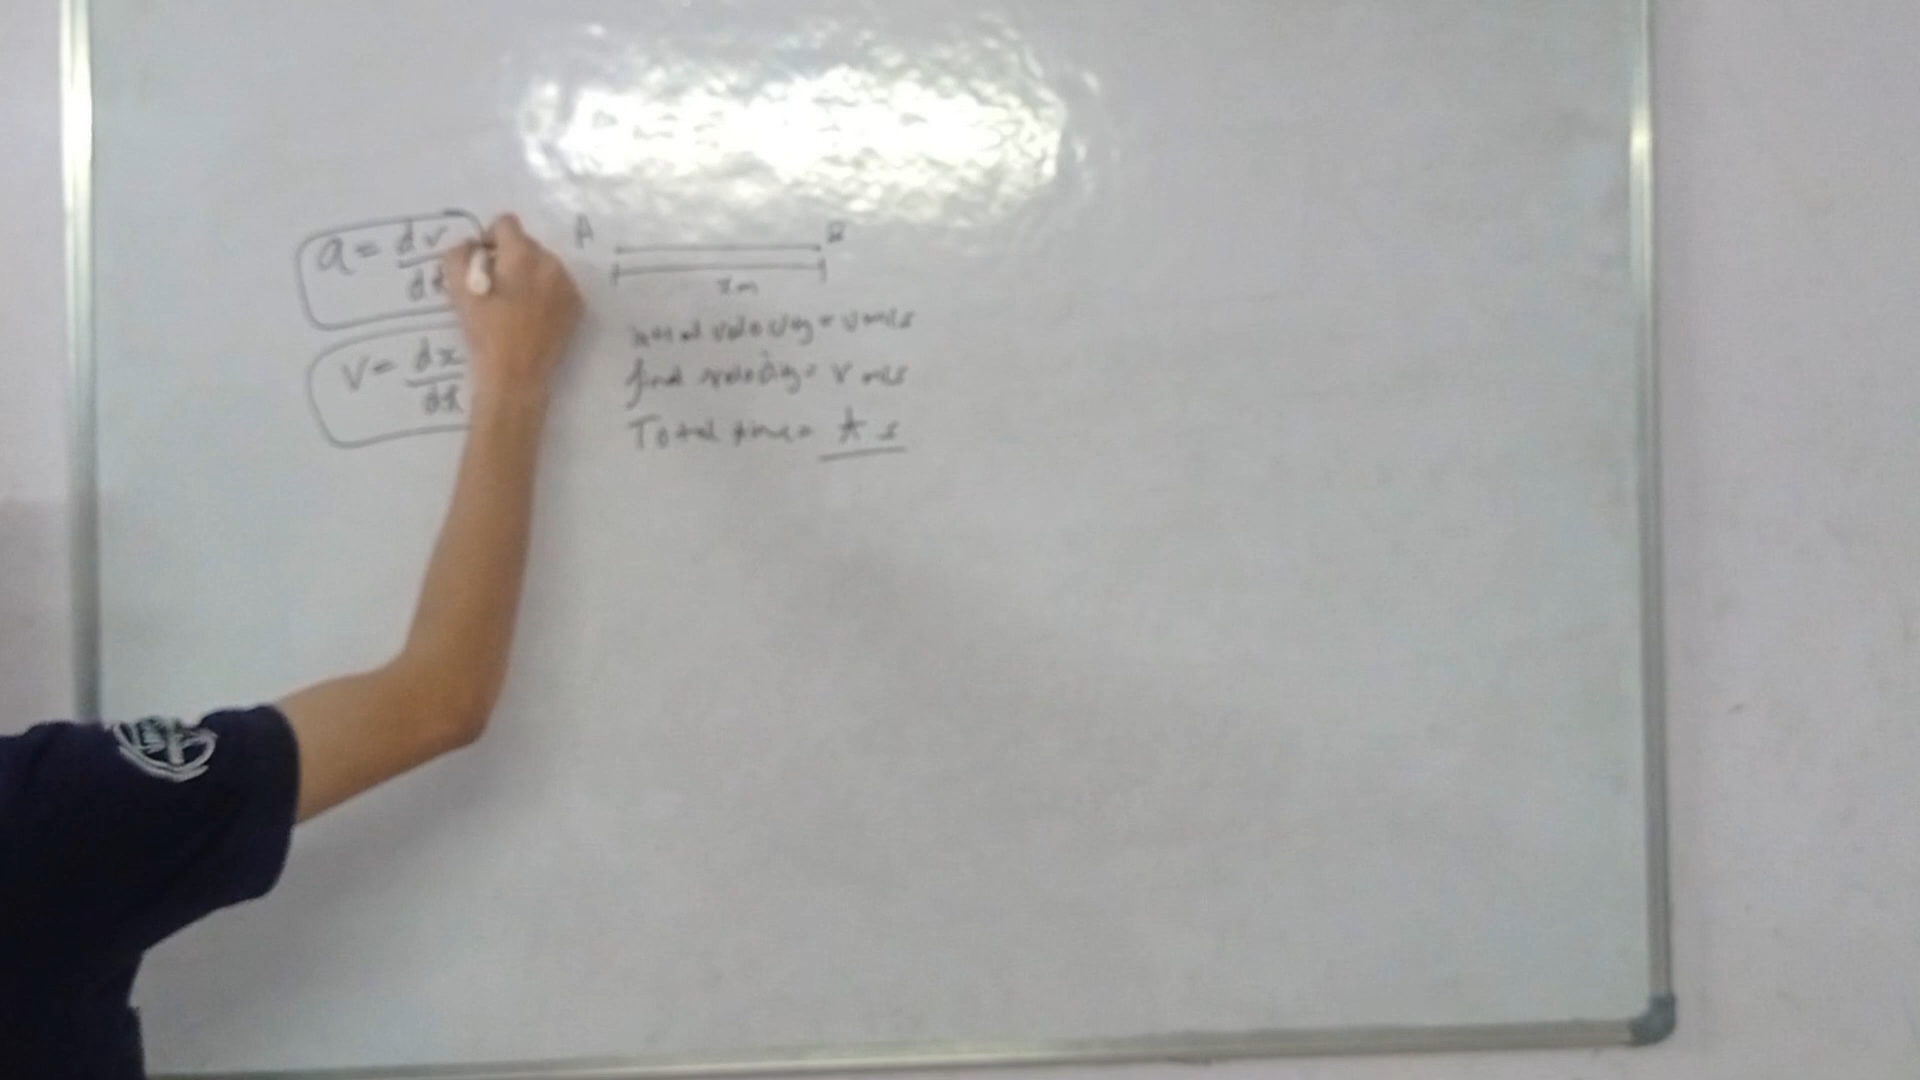 a = dv/dt
v = dx/dt
A B
x m
initial velocity = u m/s
final velocity = v m/s
Total time = t s